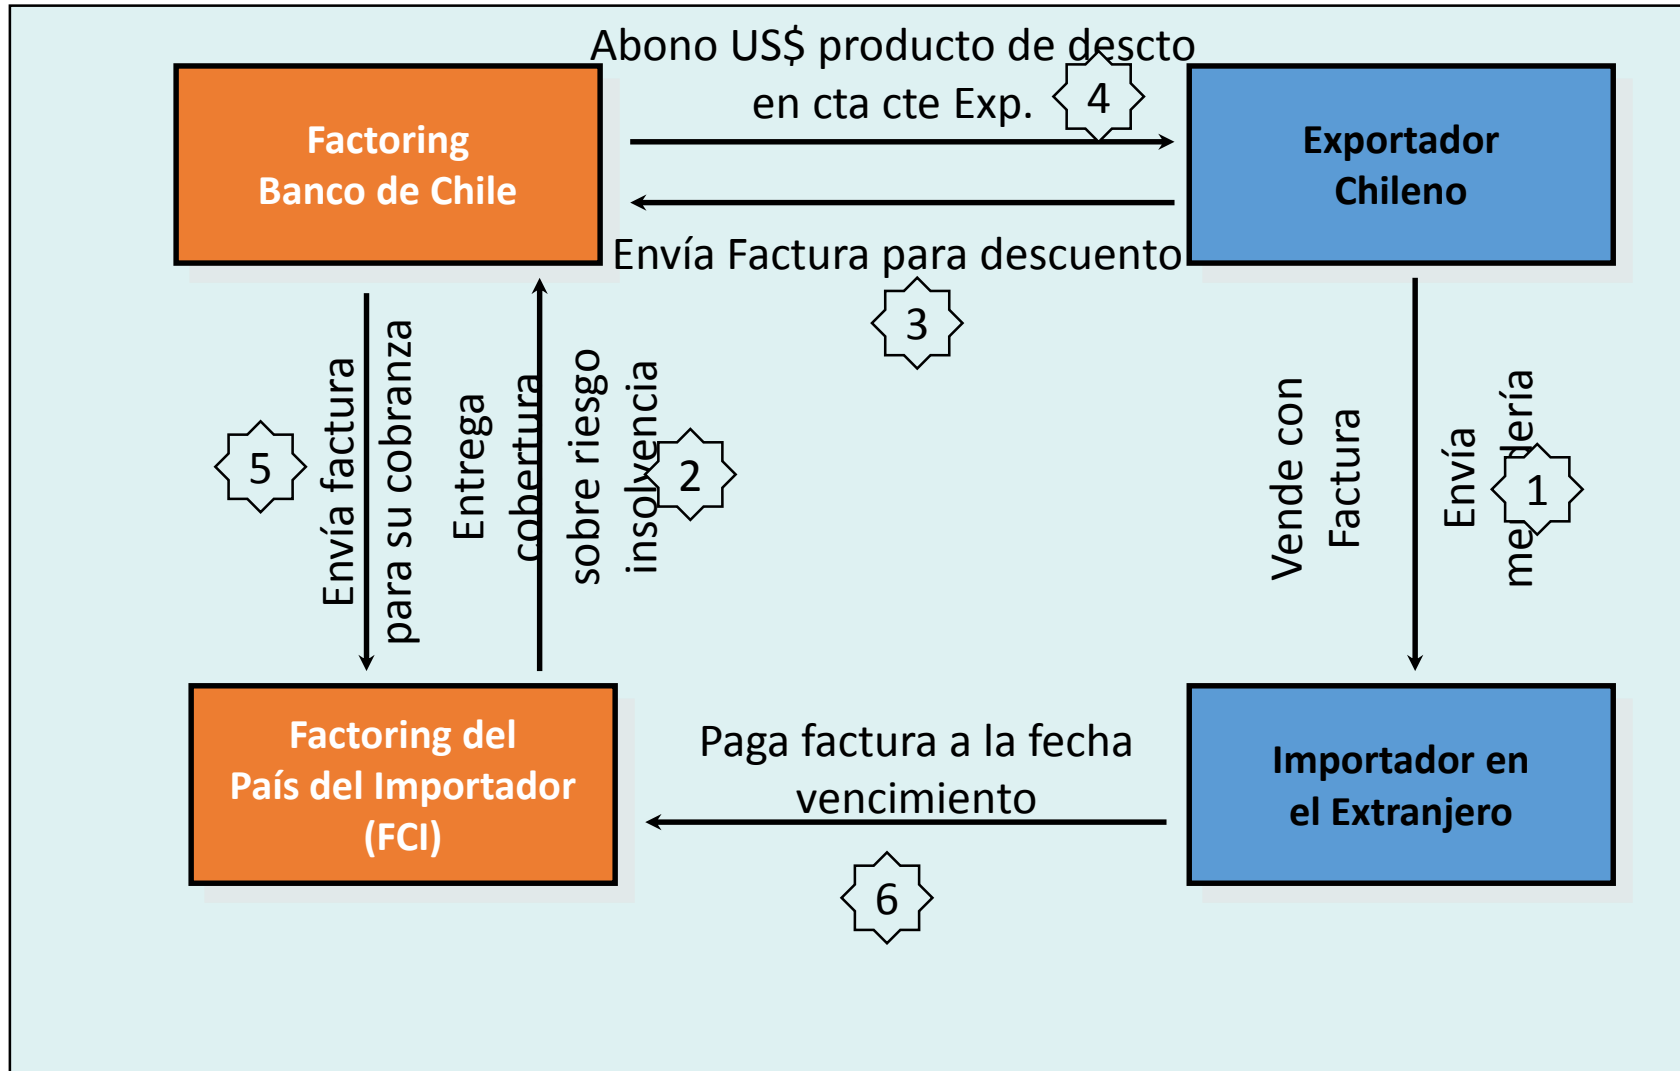 Abono US$ producto de descto
en cta cte Exp.
4
Factoring
Banco de Chile
Exportador
Chileno
Envía Factura para descuento
3
Envía factura
para su cobranza
5
Entrega
cobertura
sobre riesgo
insolvencia
2
Vende con
Factura
Envía
1
Factoring del
País del Importador
(FCI)
Paga factura a la fecha
vencimiento
6
Importador en
el Extranjero